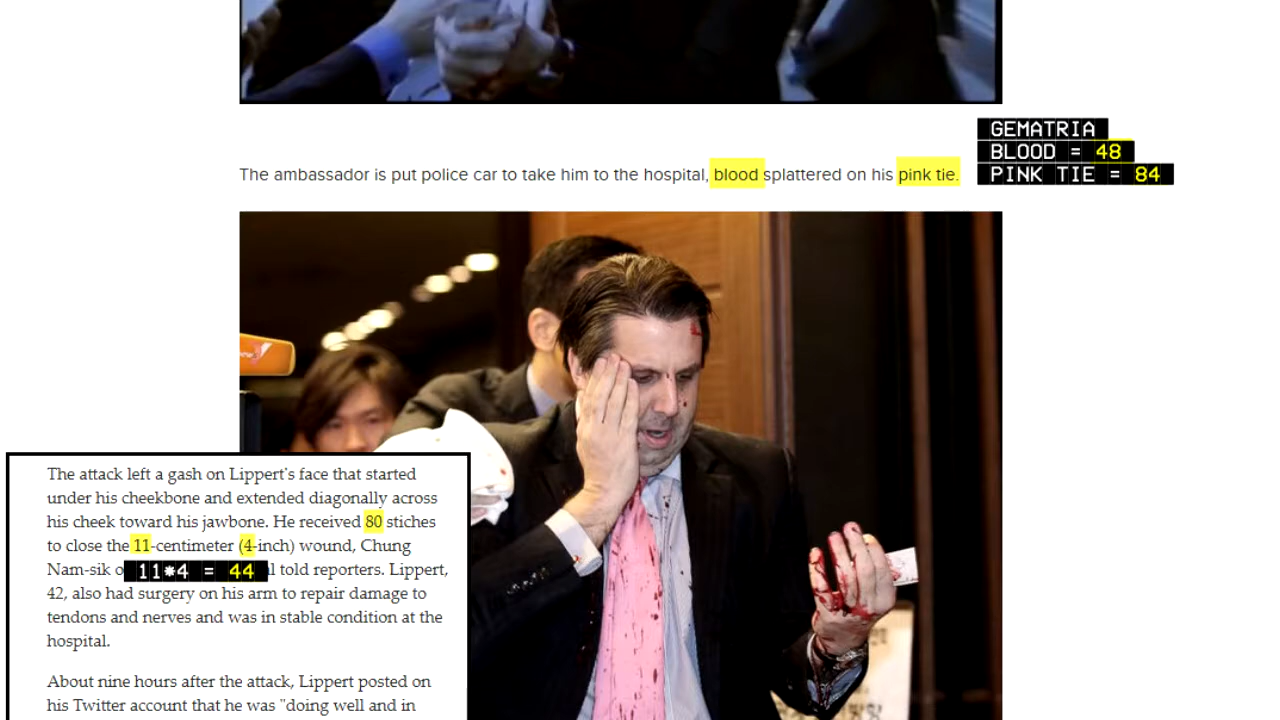 GEMATRIA
BLOOD = 48
PINK TIE = 84
The ambassador is put police car to take him to the hospital, blood splattered on his pink tie.
The attack left a gash on Lippert's face that started
under his cheekbone and extended diagonally across
his cheek toward his jawbone. He received 80 stiches
to close the 11-centimeter (4-inch) wound, Chung
Nam-sik o
11*4 = 44
l told reporters. Lippert,
42, also had surgery on his arm to repair damage to
tendons and nerves and was in stable condition at the
hospital.
About nine hours after the attack, Lippert posted on
his Twitter account that he was "doing well and in